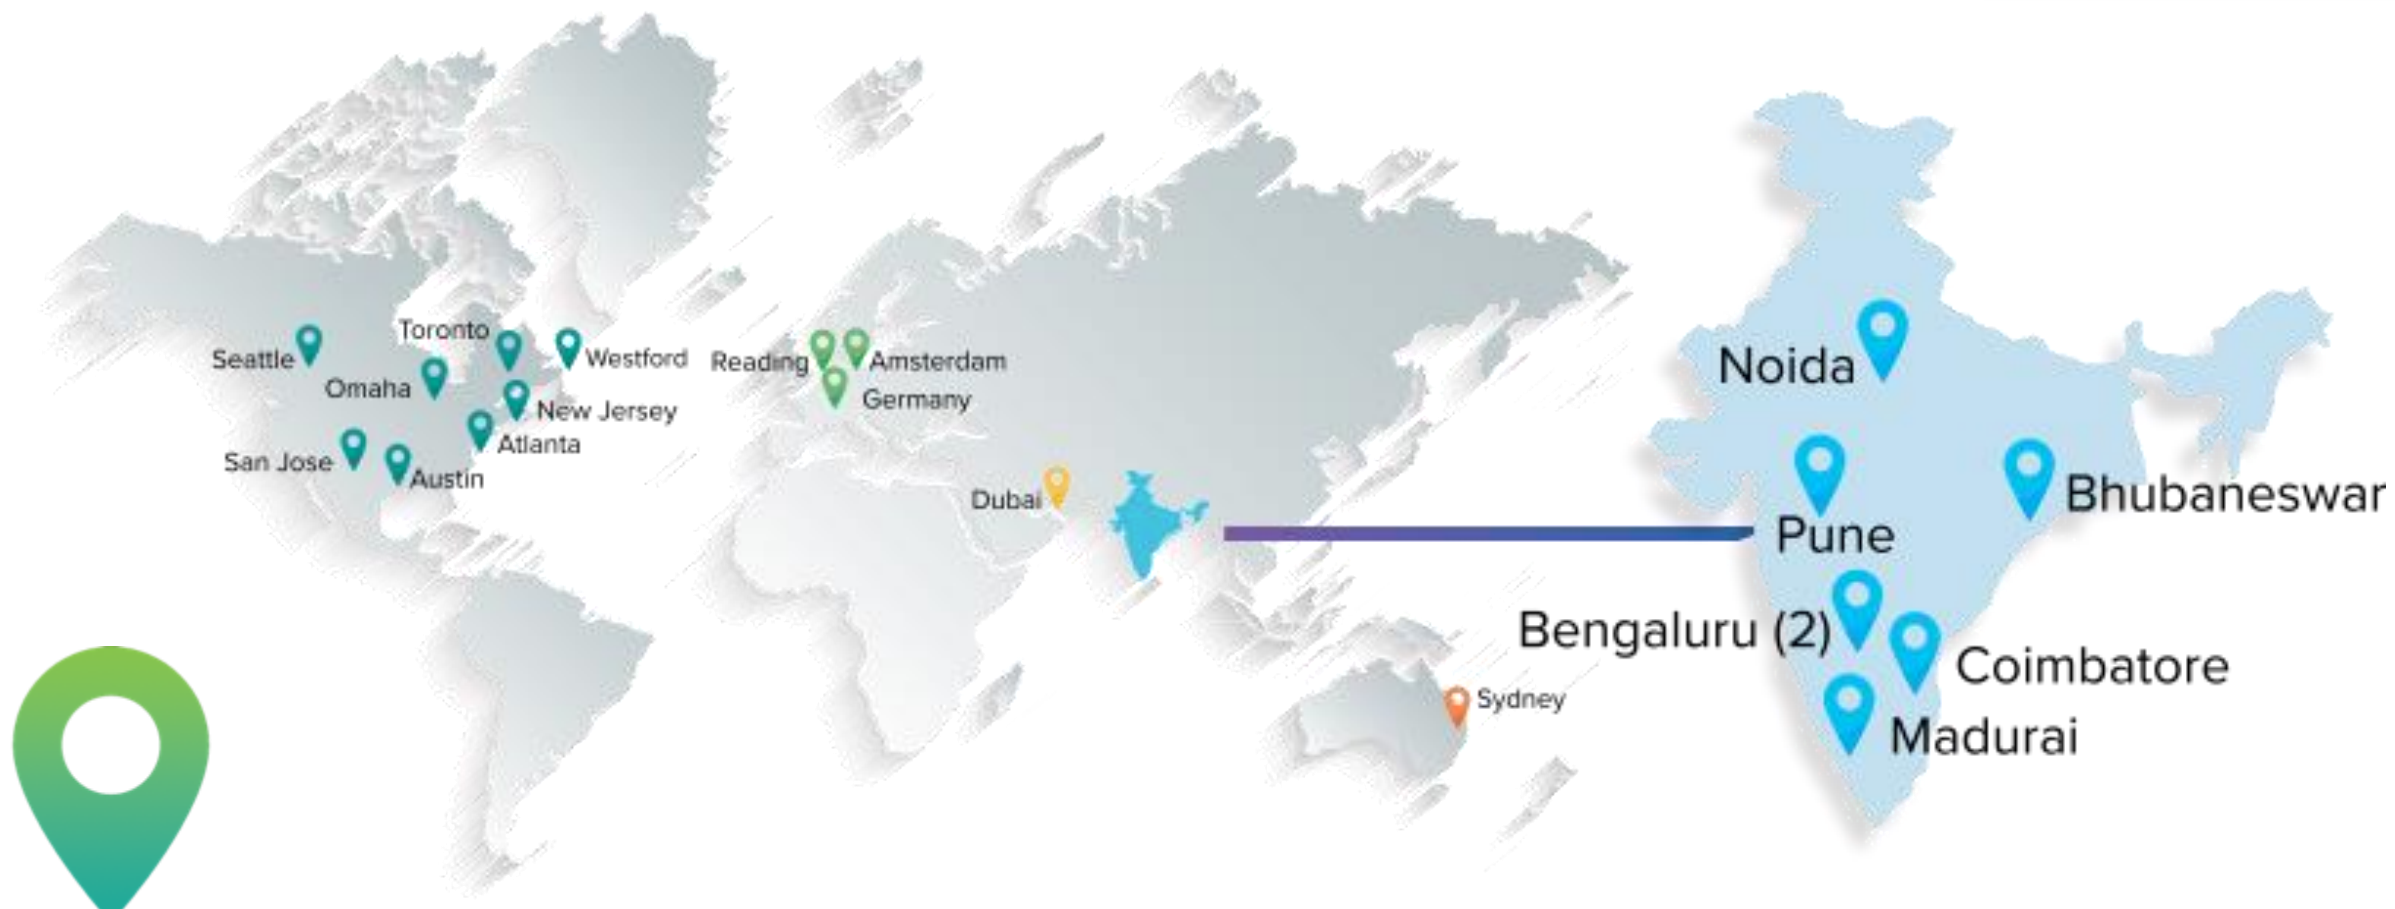 Toronto
Seattle
Westford
Omaha
New Jersey
Atlanta
San Jose
Austin
Reading
Amsterdam
Germany
Dubai
Sydney
Noida
Pune
Bhubaneswar
Bengaluru (2)
Coimbatore
Madurai